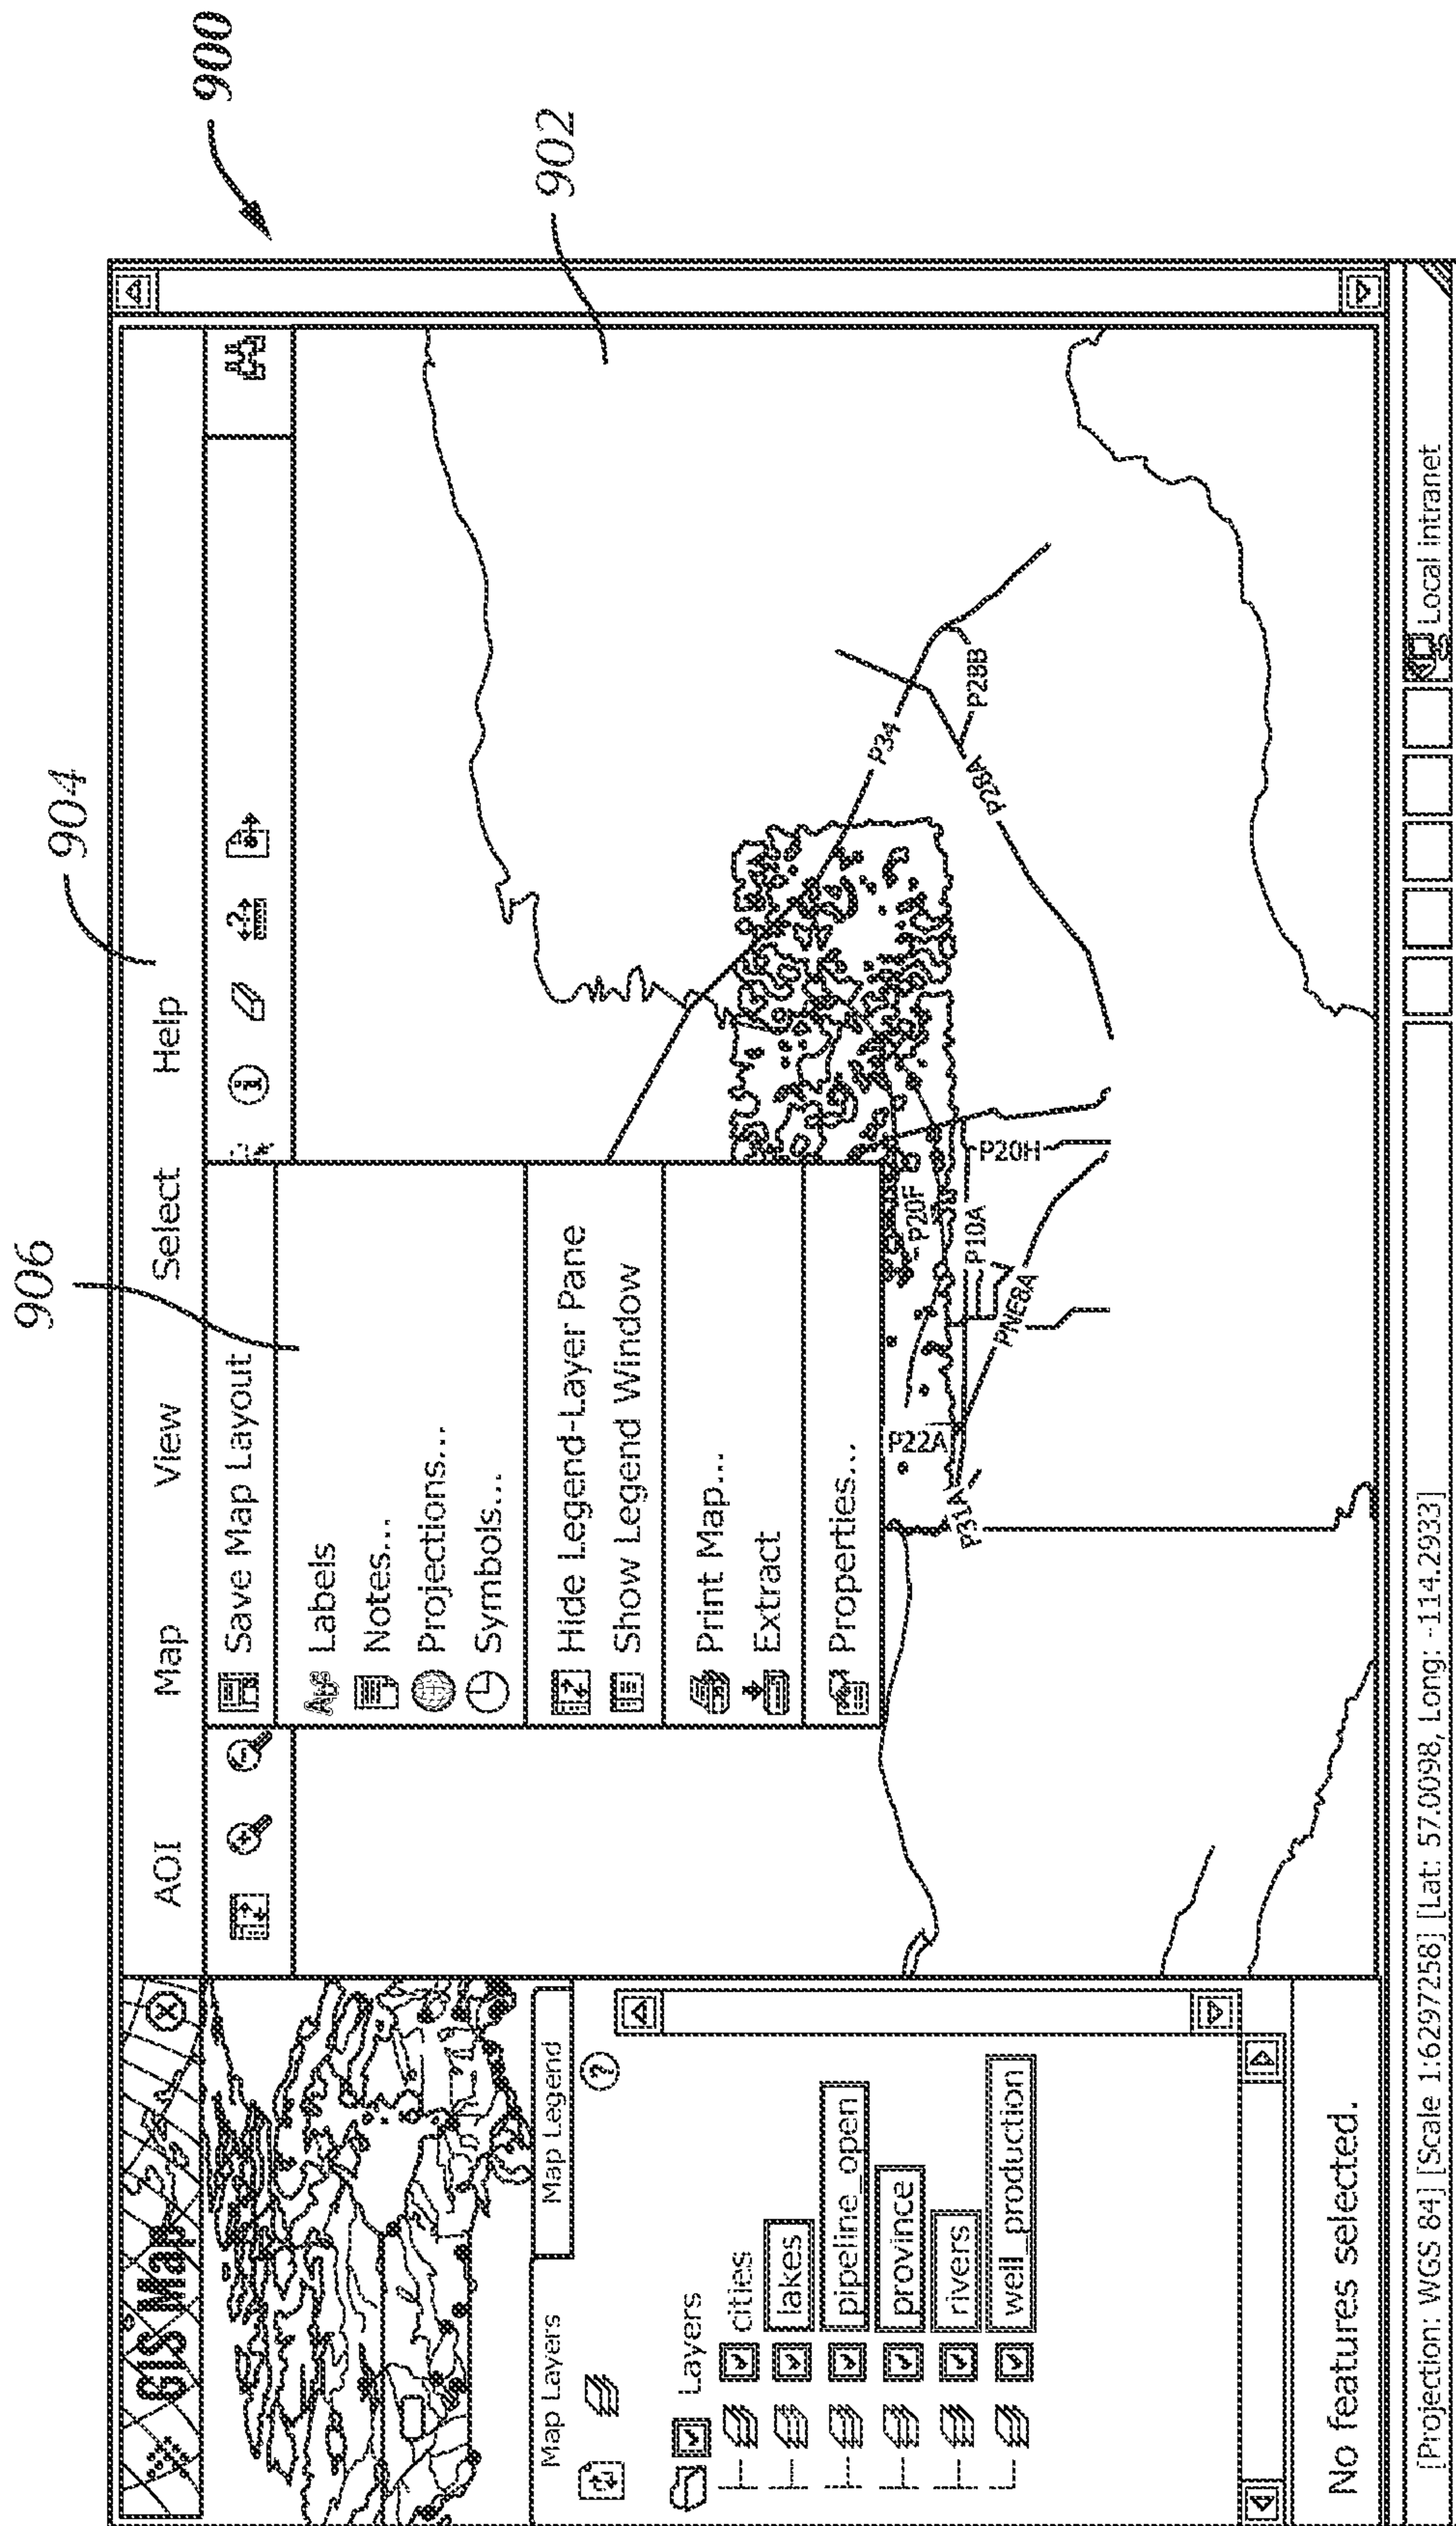 900
902
904
906
GIS Map
AOI Map View Select Help
Save Map Layout
Labels
Notes...
Projections...
Symbols...
Hide Legend-Layer Pane
Show Legend Window
Print Map...
Extract
Properties...
Map Layers Map Legend
Layers
cities
lakes
pipeline_open
province
rivers
well_production
No features selected.
P34
P28B
P28A
P20H
P20F
P10A
PNE8A
P22A
P31A
[Projection: WGS 84] [Scale 1:6297258] [Lat: 57.0098, Long: -114.2933]
Local intranet